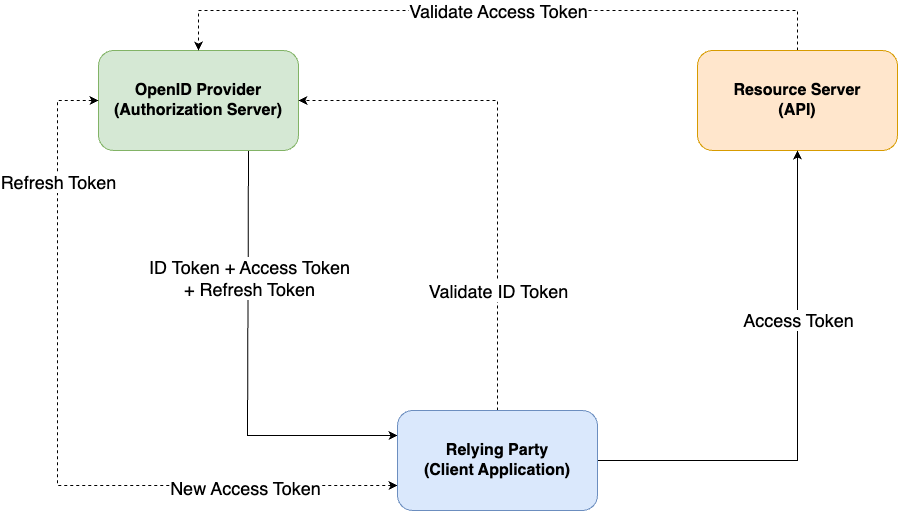 Validate Access Token
OpenID Provider
(Authorization Server)
Resource Server
(API)
Refresh Token
ID Token + Access Token
+ Refresh Token
Validate ID Token
Access Token
Relying Party
(Client Application)
New Access Token